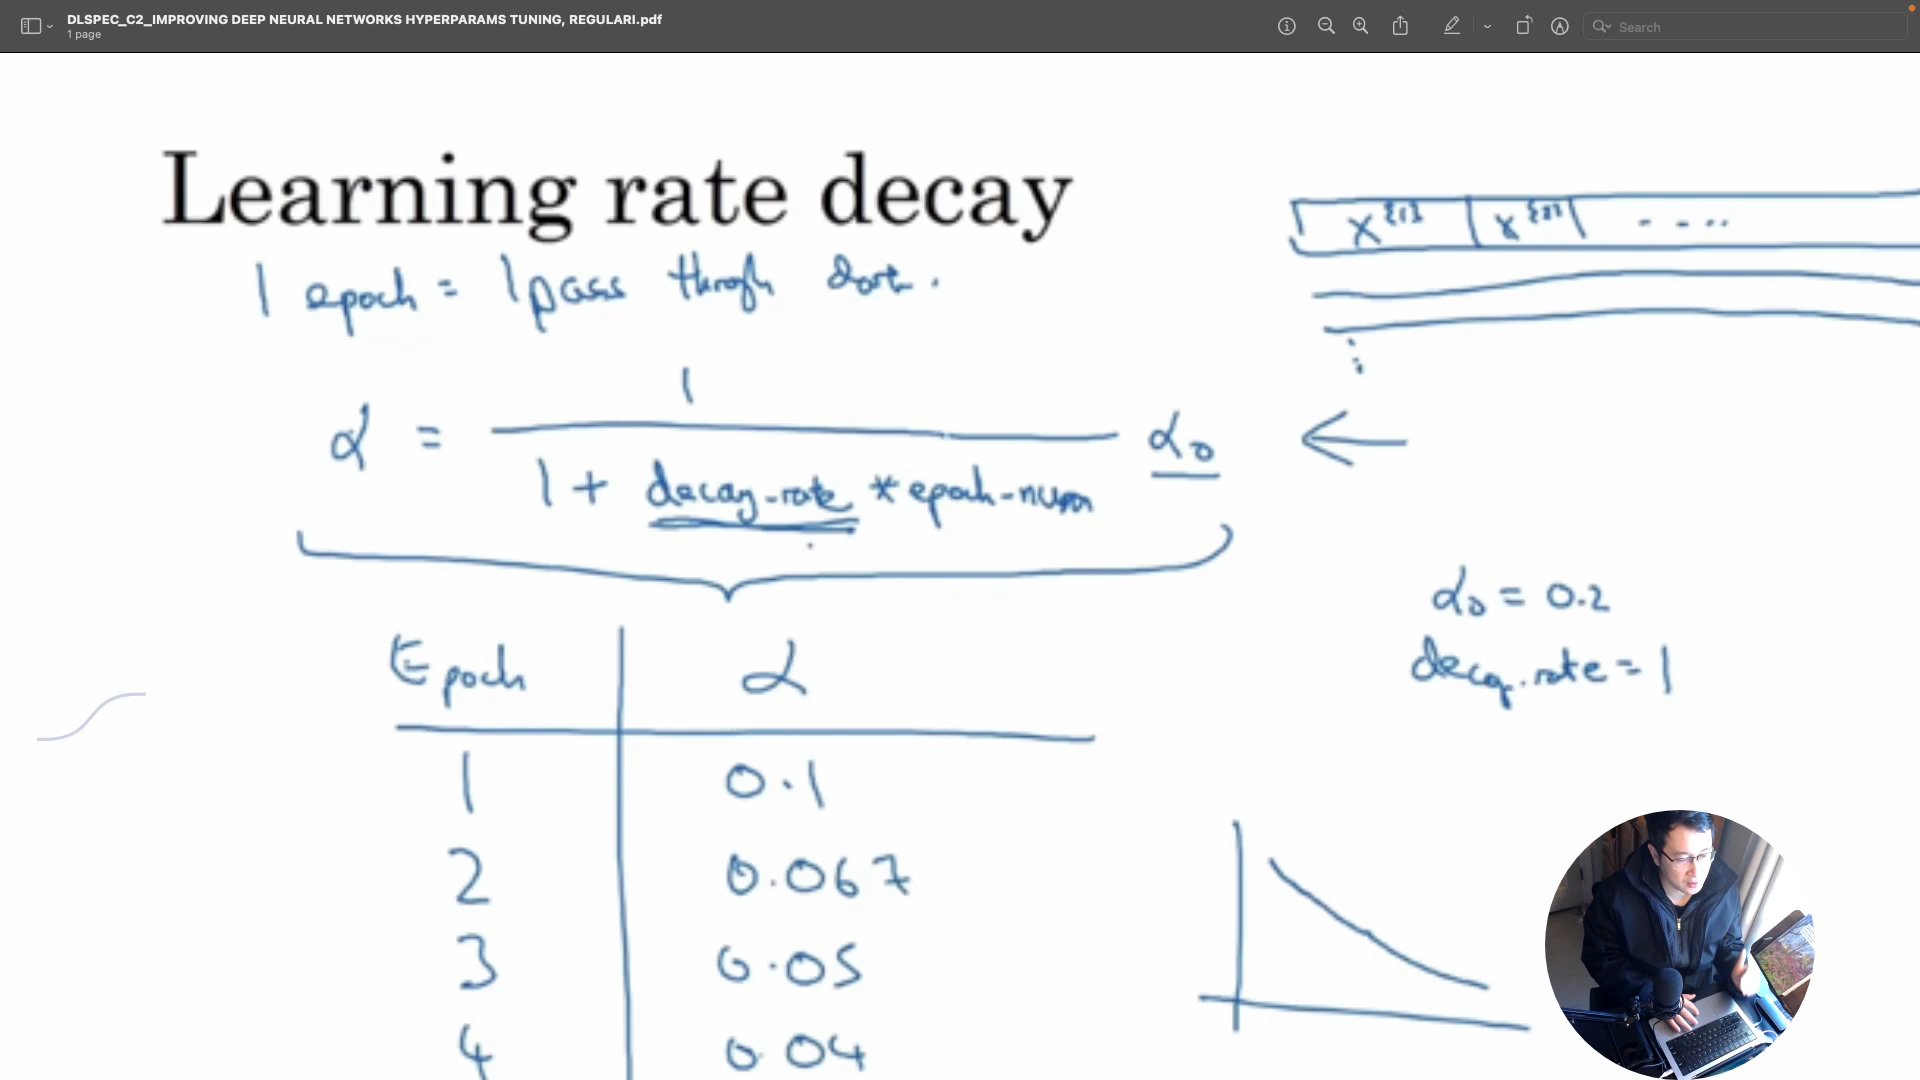 DLSPEC_C2_IMPROVING DEEP NEURAL NETWORKS HYPERPARAMS TUNING, REGULARI.pdf
1 page
Search
Learning rate decay
1 epoch = 1 pass through data.
X{1} | X{2} | ....
α = 1 / (1 + decay-rate * epoch-num) α0 ←
α0 = 0.2
decay-rate = 1
Epoch | α
1 | 0.1
2 | 0.067
3 | 0.05
4 | 0.04